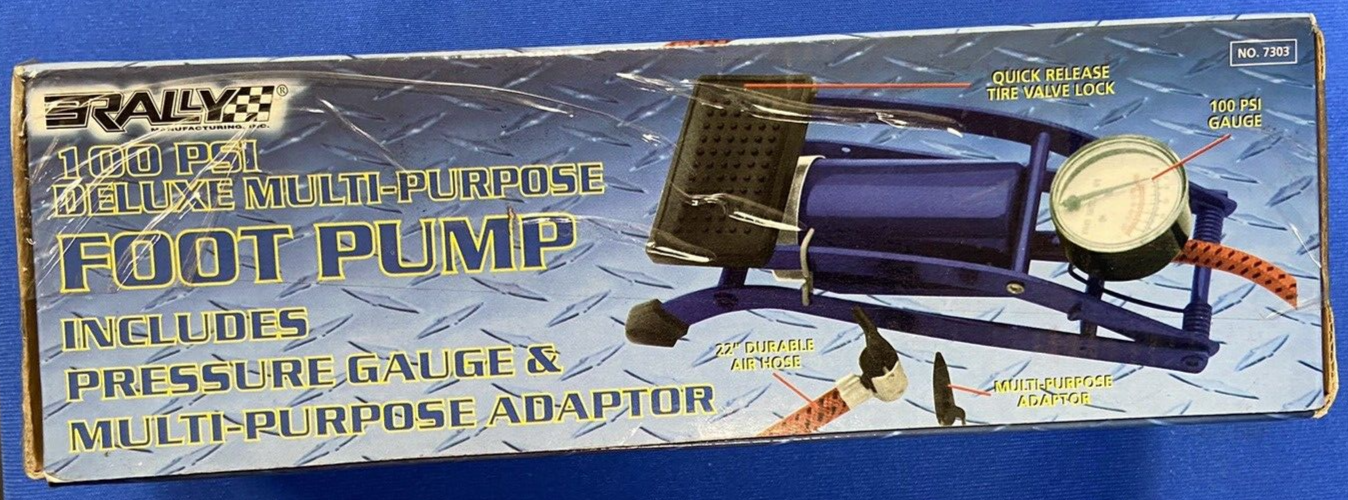 RALLY®
MANUFACTURING, INC.
100 PSI
DELUXE MULTI-PURPOSE
FOOT PUMP
INCLUDES
PRESSURE GAUGE &
MULTI-PURPOSE ADAPTOR
NO. 7303
QUICK RELEASE
TIRE VALVE LOCK
100 PSI
GAUGE
22" DURABLE
AIR HOSE
MULTI-PURPOSE
ADAPTOR